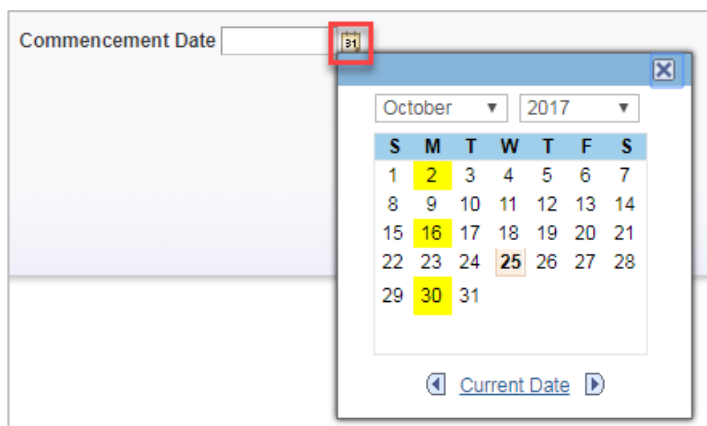 Commencement Date
31
October 2017
S M T W T F S
1 2 3 4 5 6 7
8 9 10 11 12 13 14
15 16 17 18 19 20 21
22 23 24 25 26 27 28
29 30 31
Current Date